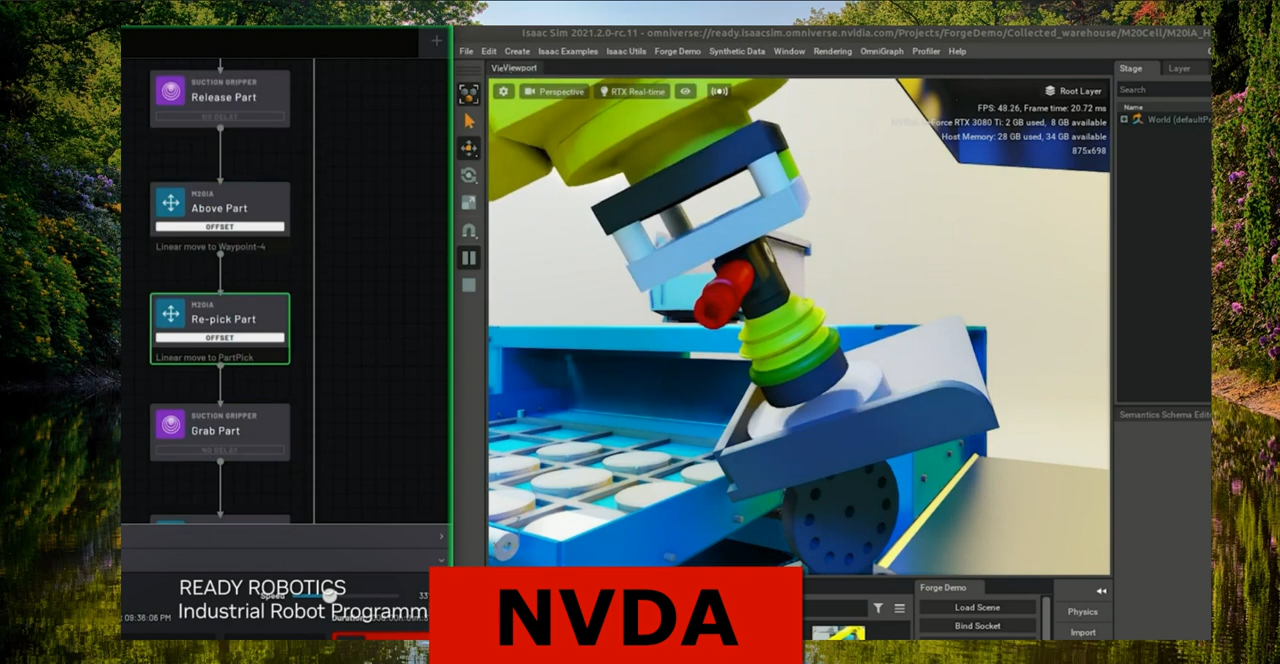 Isaac Sim 2021.2.0-rc.11 - omniverse://ready.isaacsim.omniverse.nvidia.com/Projects/ForgeDemo/Collected_warehouse/M20Cell/M20iA_H
File Edit Create Isaac Examples Isaac Utils Forge Demo Synthetic Data Window Rendering OmniGraph Profiler Help
VieViewport
Perspective
RTX Real-time
Root Layer
FPS: 48.26, Frame time: 20.72 ms
Force RTX 3080 Ti: 2 GB used, 8 GB available
Host Memory: 28 GB used, 34 GB available
875x698
Stage
Layer
Search
Name
World (defaultPr
Semantics Schema Edit
SUCTION GRIPPER
Release Part
NO DELAY
M20IA
Above Part
OFFSET
Linear move to Waypoint-4
M20IA
Re-pick Part
OFFSET
Linear move to PartPick
SUCTION GRIPPER
Grab Part
NO DELAY
READY ROBOTICS
Speed
33
Industrial Robot Programm
09:36:06 PM
Duration
NVDA
Forge Demo
Load Scene
Bind Socket
Physics
Import